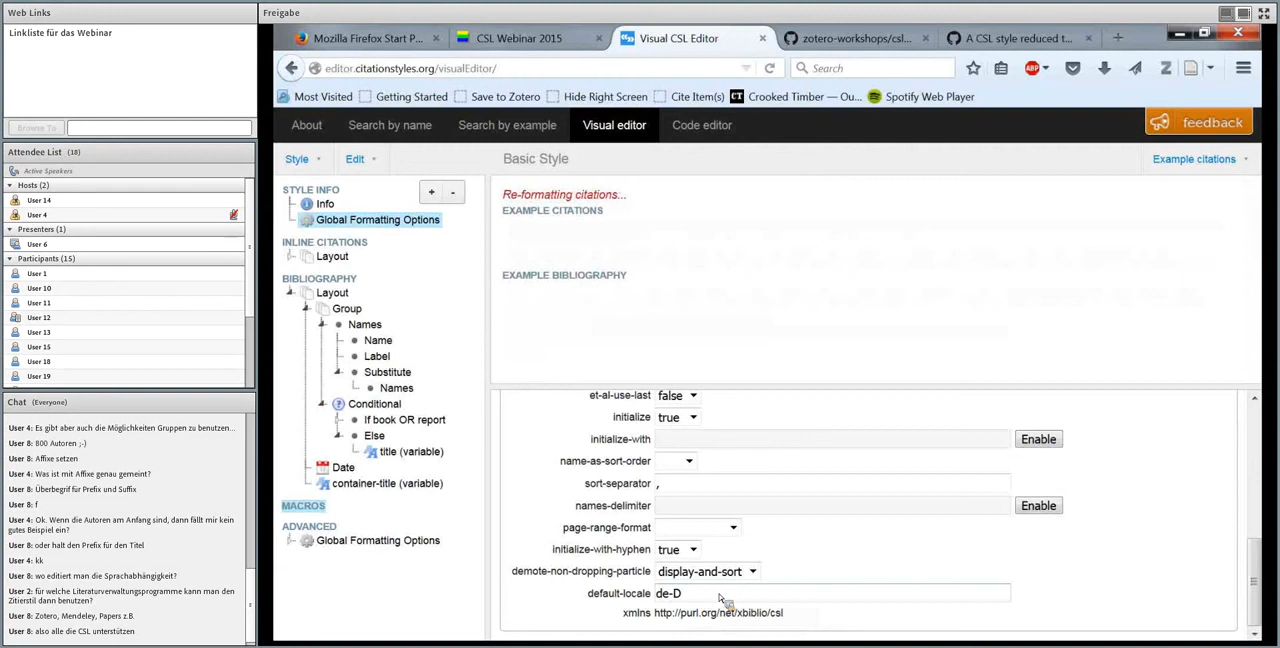 Web Links
Freigabe
Linkliste für das Webinar
Browse To
Attendee List (18)
Active Speakers
Hosts (2)
User 14
User 4
Presenters (1)
User 6
Participants (15)
User 1
User 10
User 11
User 12
User 13
User 15
User 18
User 19
Chat (Everyone)
User 4: Es gibt aber auch die Möglichkeiten Gruppen zu benutzen...
User 8: 800 Autoren ;-)
User 8: Affixe setzen
User 4: Was ist mit Affixe genau gemeint?
User 8: Überbegriff für Prefix und Suffix
User 8: f
User 4: Ok. Wenn die Autoren am Anfang sind, dann fällt mir kein
gutes Beispiel ein?
User 8: oder halt den Prefix für den Titel
User 4: kk
User 8: wo editiert man die Sprachabhängigkeit?
User 2: für welche Literaturverwaltungsprogramme kann man den
Zitierstil dann benutzen?
User 8: Zotero, Mendeley, Papers z.B.
User 8: also alle die CSL unterstützen
Mozilla Firefox Start P...
CSL Webinar 2015
Visual CSL Editor
zotero-workshops/csl...
A CSL style reduced t...
editor.citationstyles.org/visualEditor/
Search
ABP
Z
Most Visited
Getting Started
Save to Zotero
Hide Right Screen
Cite Item(s)
CT Crooked Timber — Ou...
Spotify Web Player
About
Search by name
Search by example
Visual editor
Code editor
feedback
Style
Edit
Basic Style
Example citations
STYLE INFO
+
-
Info
Global Formatting Options
INLINE CITATIONS
Layout
BIBLIOGRAPHY
Layout
Group
Names
Name
Label
Substitute
Names
Conditional
If book OR report
Else
title (variable)
Date
container-title (variable)
MACROS
ADVANCED
Global Formatting Options
Re-formatting citations...
EXAMPLE CITATIONS
EXAMPLE BIBLIOGRAPHY
et-al-use-last false
initialize true
initialize-with Enable
name-as-sort-order
sort-separator ,
names-delimiter Enable
page-range-format
initialize-with-hyphen true
demote-non-dropping-particle display-and-sort
default-locale de-D
xmlns http://purl.org/net/xbiblio/csl